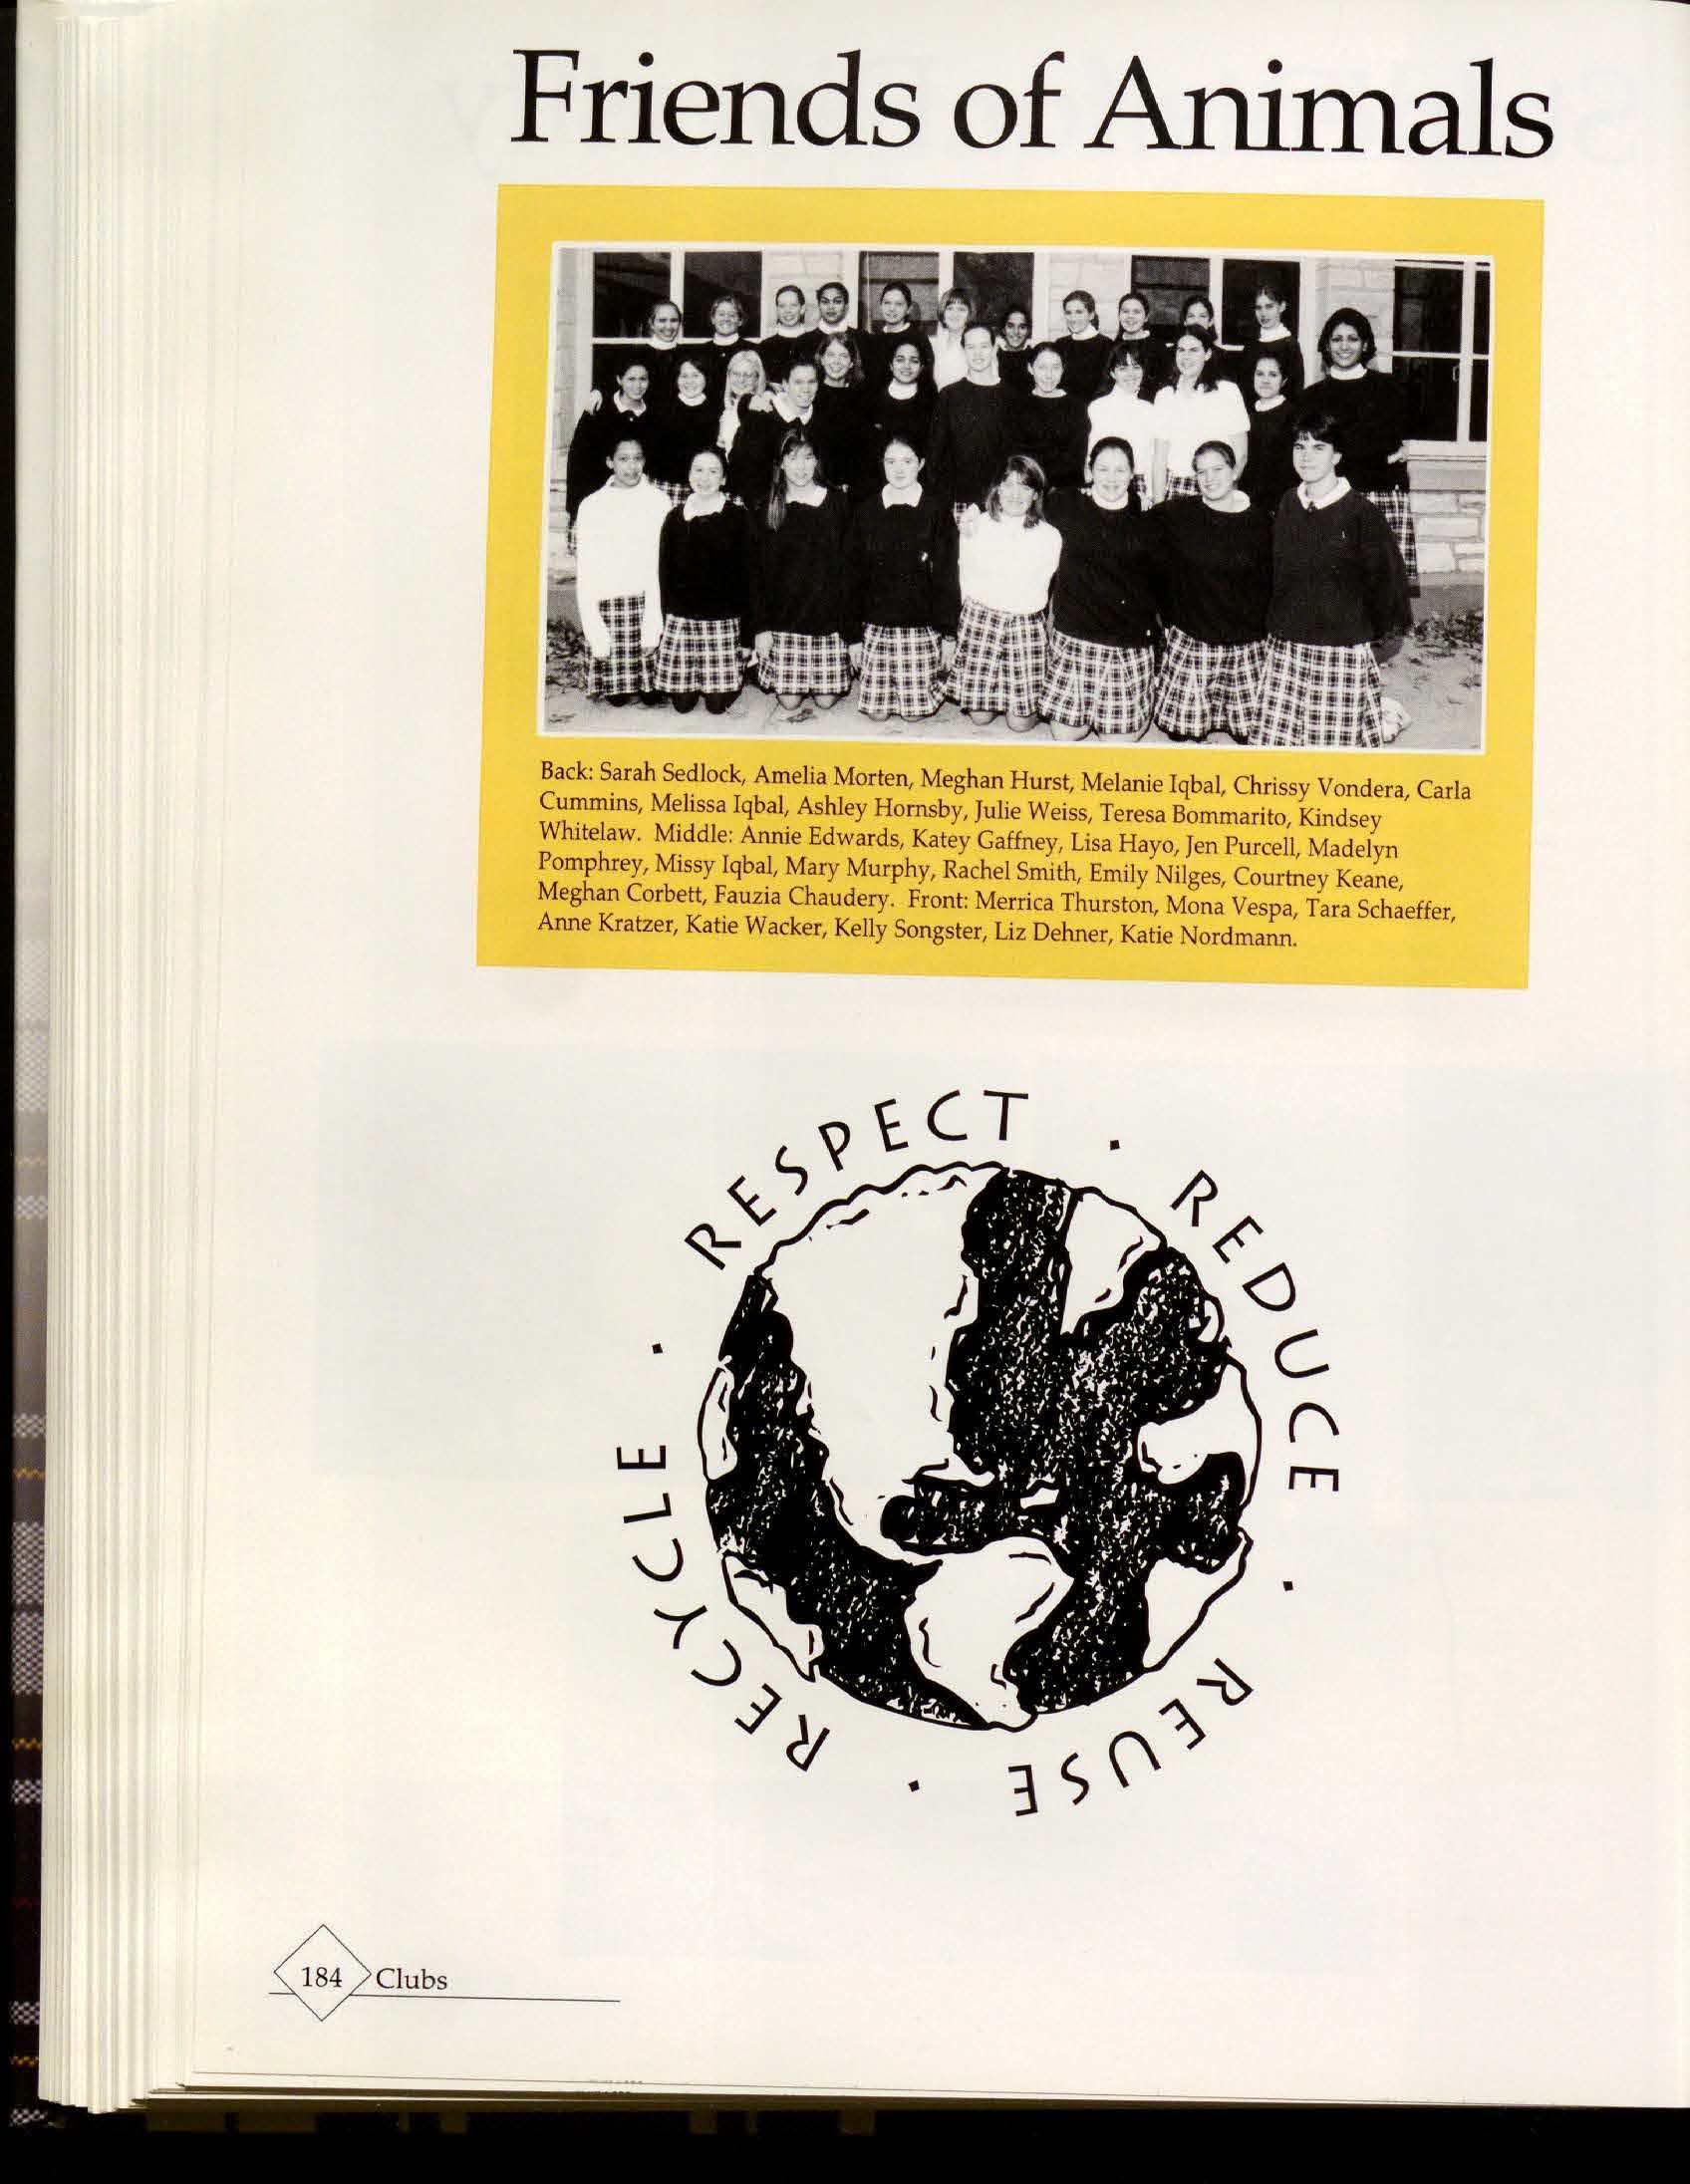 Friends of Animals
Back: Sarah Sedlock, Amelia Morten, Meghan Hurst, Melanie Iqbal, Chrissy Vondera, Carla
Cummins, Melissa Iqbal, Ashley Hornsby, Julie Weiss, Teresa Bommarito, Kindsey
Whitelaw. Middle: Annie Edwards, Katey Gaffney, Lisa Hayo, Jen Purcell, Madelyn
Pomphrey, Missy Iqbal, Mary Murphy, Rachel Smith, Emily Nilges, Courtney Keane,
Meghan Corbett, Fauzia Chaudery. Front: Merrica Thurston, Mona Vespa, Tara Schaeffer,
Anne Kratzer, Katie Wacker, Kelly Songster, Liz Dehner, Katie Nordmann.
RESPECT · REDUCE · REUSE · RECYCLE ·
184 Clubs